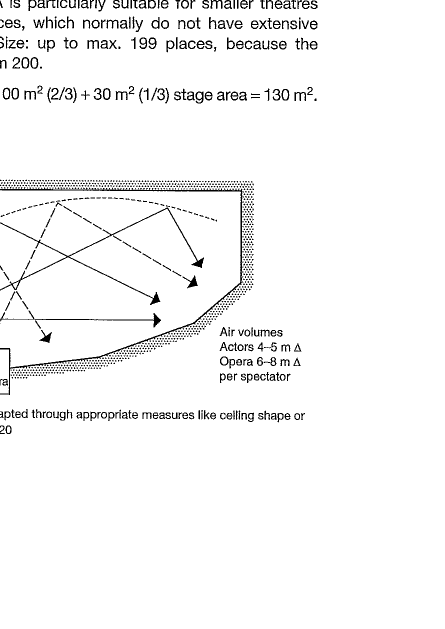 A is particularly suitable for smaller theatres
ces, which normally do not have extensive
Size: up to max. 199 places, because the
m 200.
00 m² (2/3) + 30 m² (1/3) stage area = 130 m².
Air volumes
Actors 4–5 m Δ
Opera 6–8 m Δ
per spectator
ra
apted through appropriate measures like ceiling shape or
20